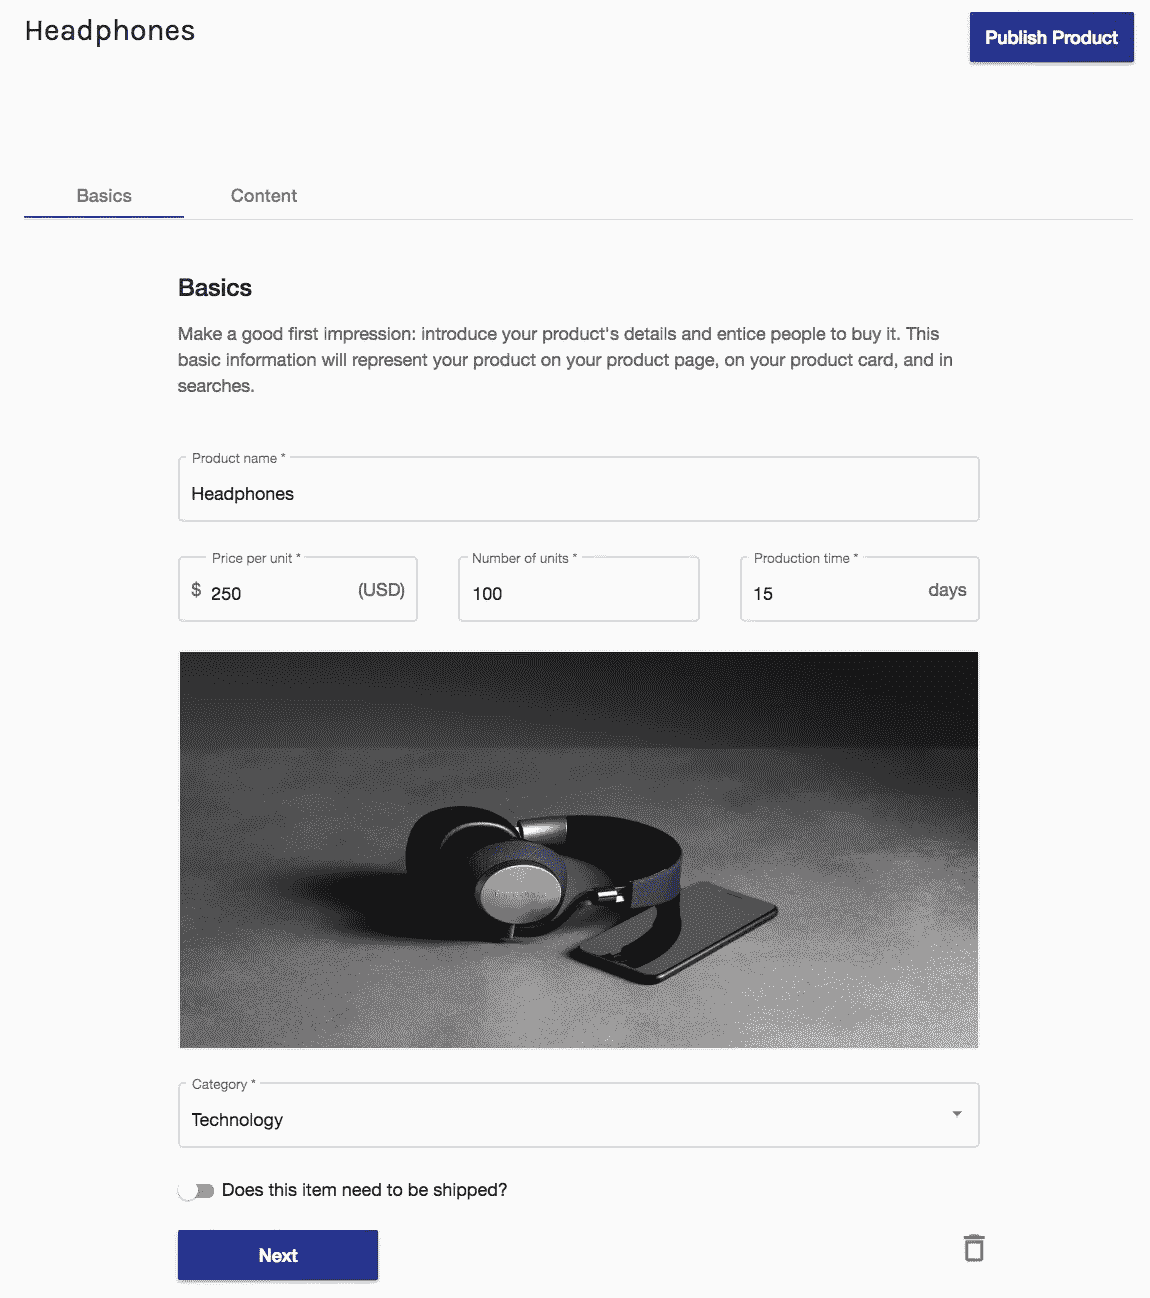 Headphones
Publish Product
Basics
Content
Basics
Make a good first impression: introduce your product's details and entice people to buy it. This
basic information will represent your product on your product page, on your product card, and in
searches.
Product name *
Headphones
Price per unit *
$ 250 (USD)
Number of units *
100
Production time *
15 days
Category *
Technology
Does this item need to be shipped?
Next